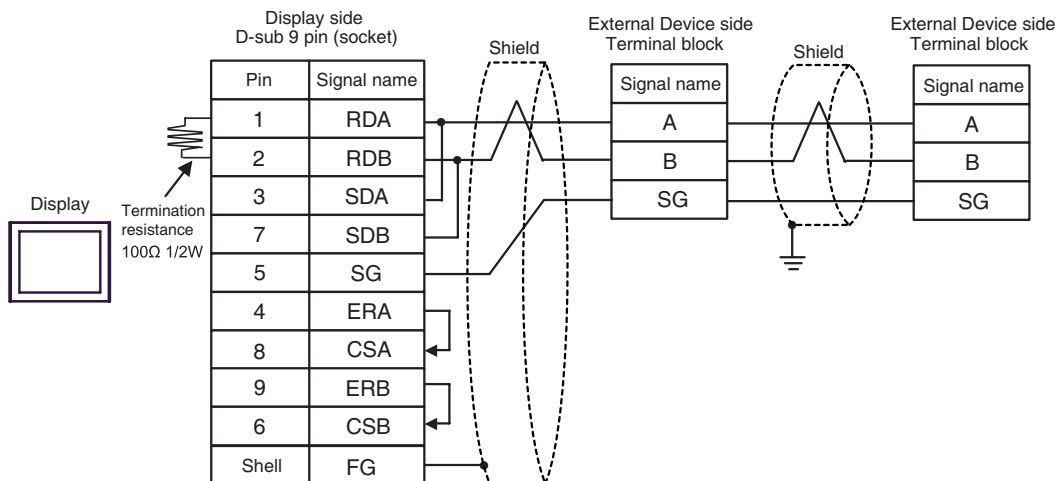 Display side
D-sub 9 pin (socket)
Pin Signal name
1 RDA
2 RDB
3 SDA
7 SDB
5 SG
4 ERA
8 CSA
9 ERB
6 CSB
Shell FG
Display
Termination
resistance
100Ω 1/2W
Shield
External Device side
Terminal block
Signal name
A
B
SG
Shield
External Device side
Terminal block
Signal name
A
B
SG